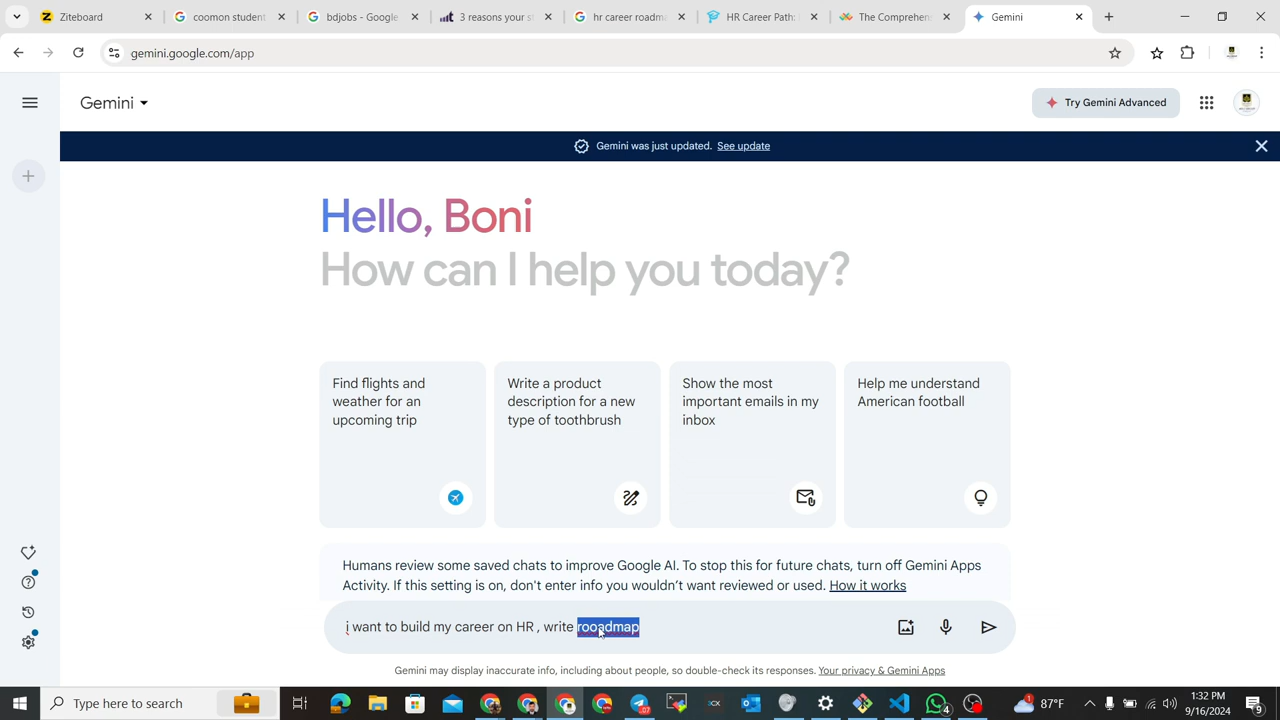 Ziteboard
coomon student
bdjobs - Google
3 reasons your st
hr career roadma
HR Career Path:
The Comprehen
Gemini
gemini.google.com/app
Gemini
Try Gemini Advanced
Gemini was just updated. See update
Hello, Boni
How can I help you today?
Find flights and
weather for an
upcoming trip
Write a product
description for a new
type of toothbrush
Show the most
important emails in my
inbox
Help me understand
American football
Humans review some saved chats to improve Google AI. To stop this for future chats, turn off Gemini Apps
Activity. If this setting is on, don't enter info you wouldn't want reviewed or used. How it works
i want to build my career on HR , write rooadmap
Gemini may display inaccurate info, including about people, so double-check its responses. Your privacy & Gemini Apps
Type here to search
87°F
1:32 PM
9/16/2024